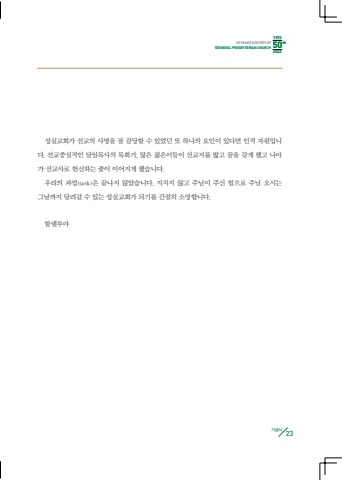 1972
50 YEARS HISTORY OF
SEONGSIL PRESBYTERIAN CHURCH
50th
2022
성실교회가 선교의 사명을 잘 감당할 수 있었던 또 하나의 요인이 있다면 인적 자원입니
다. 선교중심적인 담임목사의 목회가, 많은 젊은이들이 선교지를 밟고 꿈을 갖게 했고 나아
가 선교사로 헌신하는 줄이 이어지게 했습니다.
우리의 과업(task)은 끝나지 않았습니다. 지치지 않고 주님이 주신 힘으로 주님 오시는
그날까지 달려갈 수 있는 성실교회가 되기를 간절히 소망합니다.
할렐루야
기념사
23